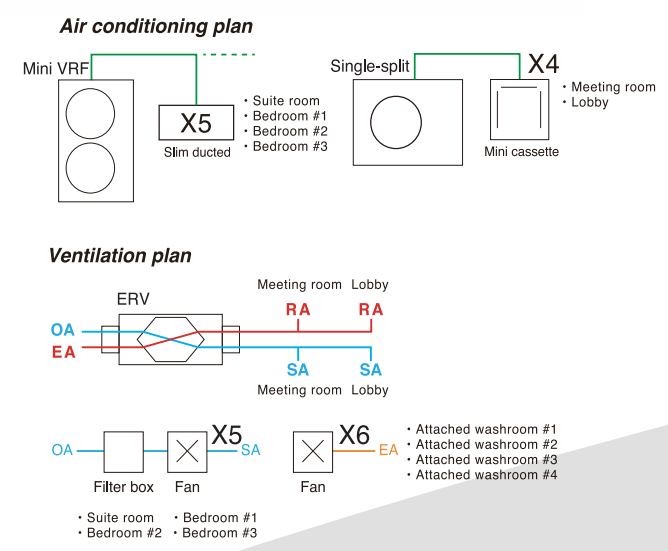 Air conditioning plan
Mini VRF
X5
Slim ducted
• Suite room
• Bedroom #1
• Bedroom #2
• Bedroom #3
Single-split
X4
Mini cassette
• Meeting room
• Lobby
Ventilation plan
ERV
Meeting room Lobby
RA RA
OA
EA
SA SA
Meeting room Lobby
OA
X5
SA
Filter box Fan
• Suite room • Bedroom #1
• Bedroom #2 • Bedroom #3
X6
EA
Fan
• Attached washroom #1
• Attached washroom #2
• Attached washroom #3
• Attached washroom #4